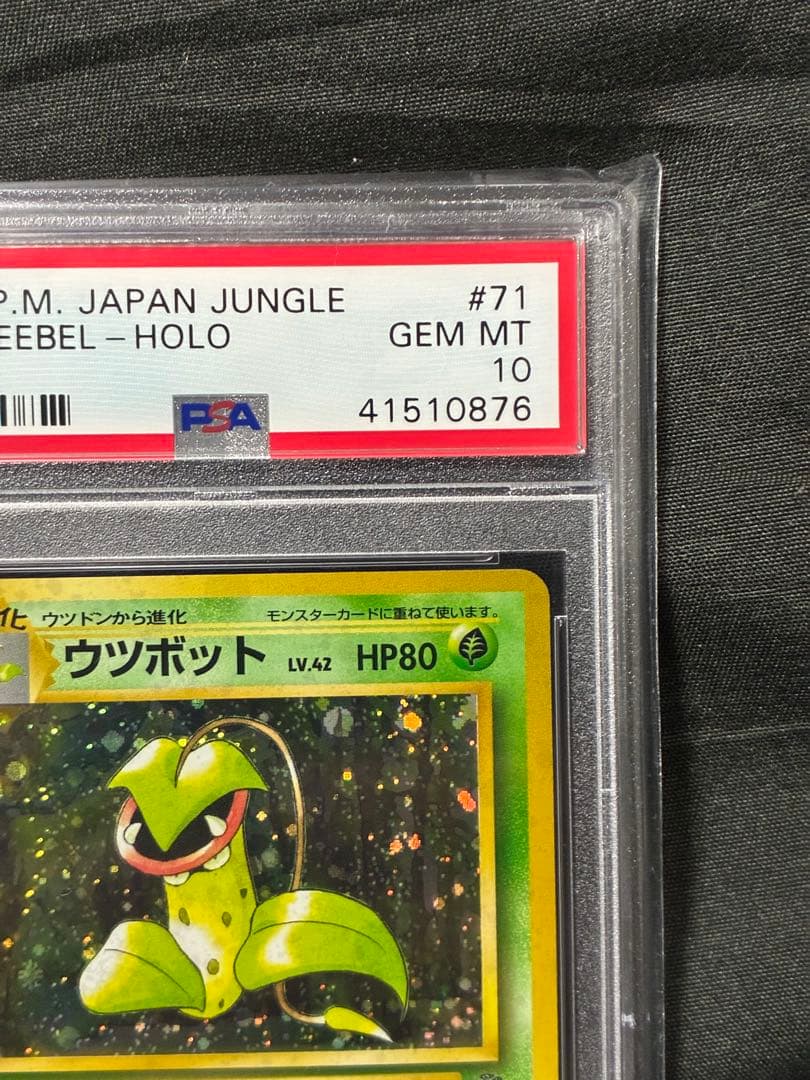 P.M. JAPAN JUNGLE #71
EEBEL-HOLO GEM MT
10
PSA 41510876
化 ウツドンから進化 モンスターカードに重ねて使います。
ウツボット LV.42 HP80